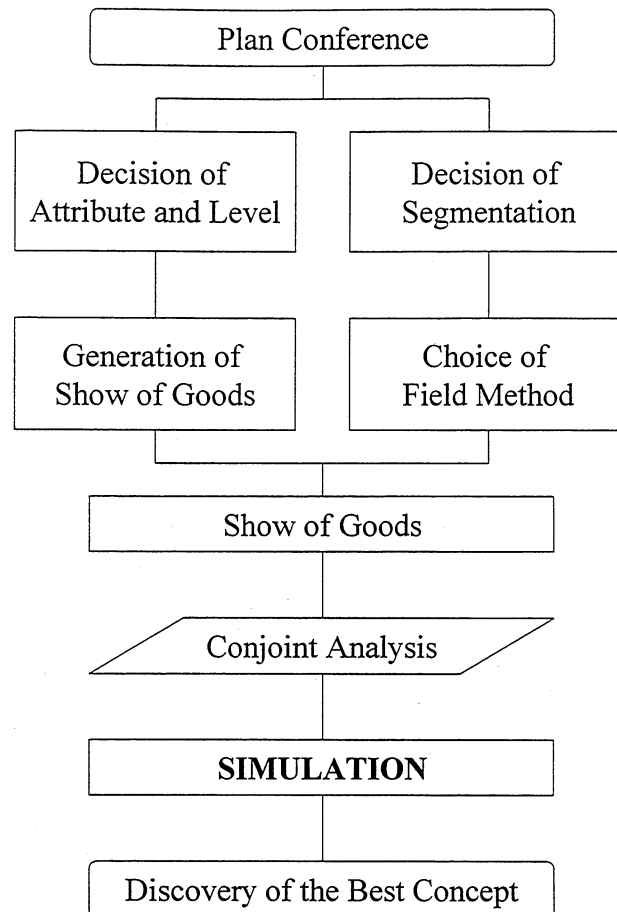 Plan Conference
Decision of
Attribute and Level
Decision of
Segmentation
Generation of
Show of Goods
Choice of
Field Method
Show of Goods
Conjoint Analysis
SIMULATION
Discovery of the Best Concept